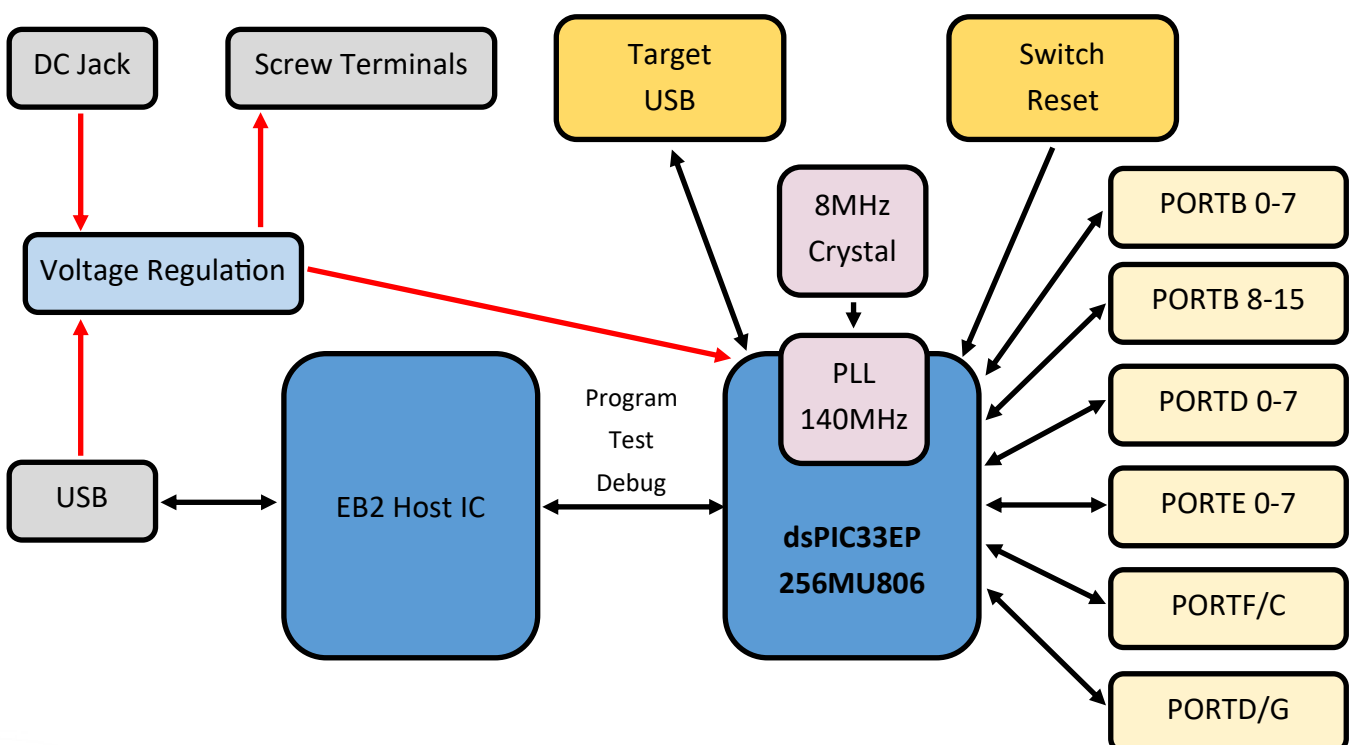 DC Jack
Screw Terminals
Target
USB
Switch
Reset
8MHz
Crystal
PORTB 0-7
Voltage Regulation
PORTB 8-15
PLL
140MHz
Program
Test
Debug
PORTD 0-7
USB
EB2 Host IC
dsPIC33EP
256MU806
PORTE 0-7
PORTF/C
PORTD/G